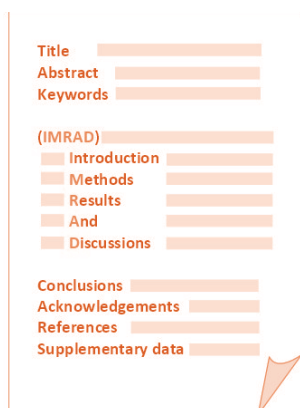 Title
Abstract
Keywords
(IMRAD)
Introduction
Methods
Results
And
Discussions
Conclusions
Acknowledgements
References
Supplementary data